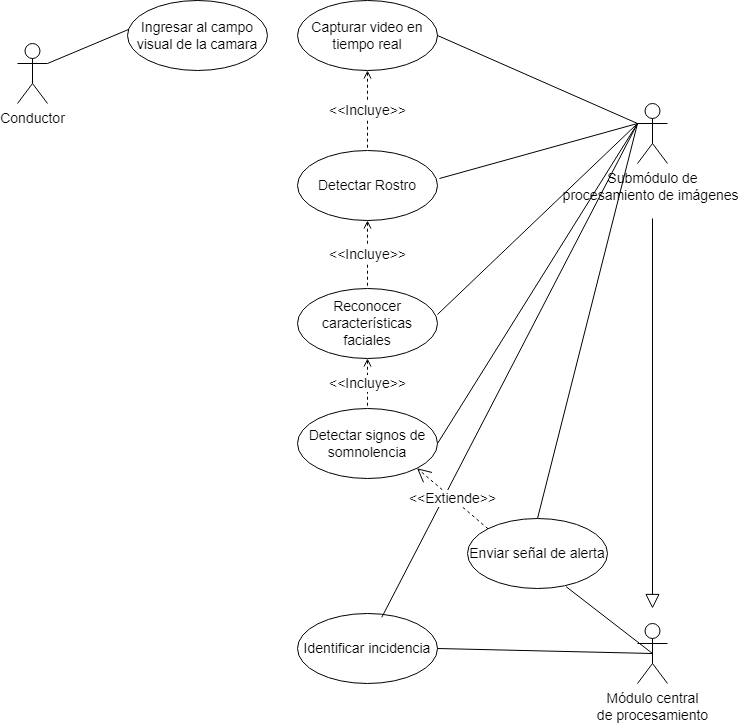 Ingresar al campo
visual de la camara
Capturar video en
tiempo real
Conductor
<<Incluye>>
Detectar Rostro
Submódulo de
procesamiento de imágenes
<<Incluye>>
Reconocer
características
faciales
<<Incluye>>
Detectar signos de
somnolencia
<<Extiende>>
Enviar señal de alerta
Identificar incidencia
Módulo central
de procesamiento